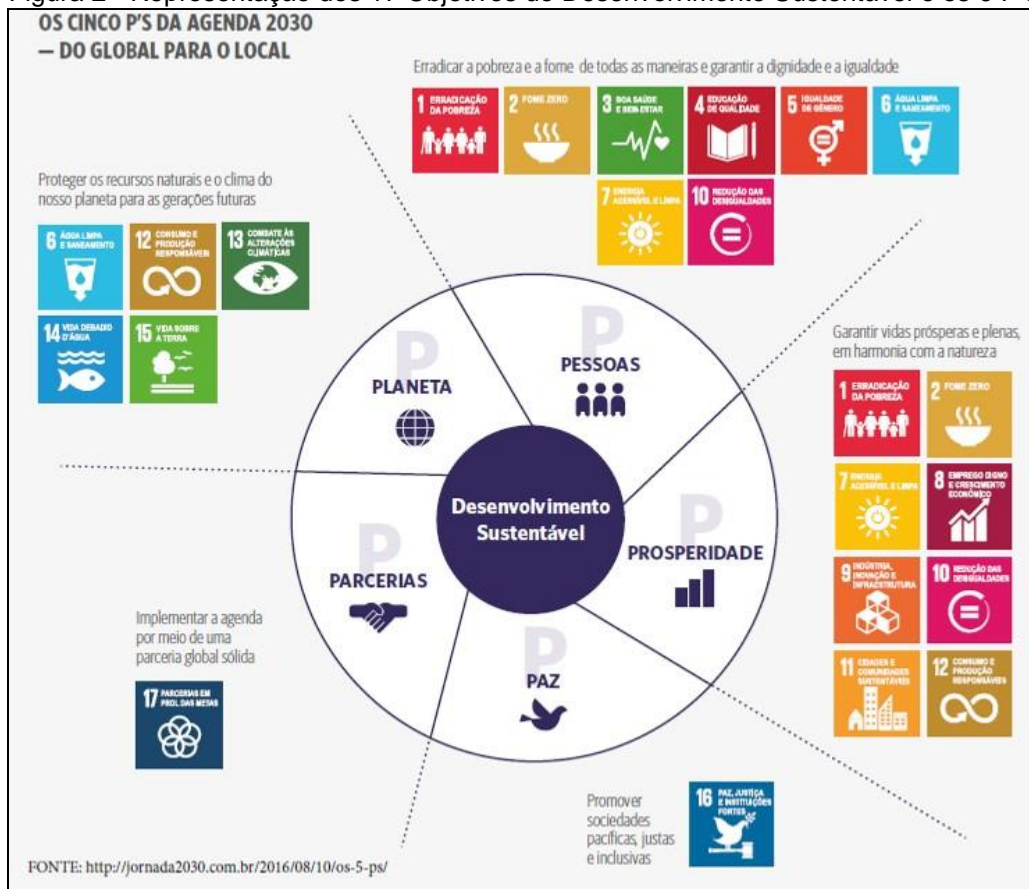 OS CINCO P'S DA AGENDA 2030
— DO GLOBAL PARA O LOCAL
Erradicar a pobreza e a fome de todas as maneiras e garantir a dignidade e a igualdade
1 ERRADICAÇÃO
DA POBREZA
2 FOME ZERO
3 BOA SAÚDE
E BEM-ESTAR
4 EDUCAÇÃO
DE QUALIDADE
5 IGUALDADE
DE GÊNERO
6 ÁGUA LIMPA
E SANEAMENTO
7 ENERGIA
ACESSÍVEL E LIMPA
10 REDUÇÃO DAS
DESIGUALDADES
Proteger os recursos naturais e o clima do
nosso planeta para as gerações futuras
6 ÁGUA LIMPA
E SANEAMENTO
12 CONSUMO E
PRODUÇÃO
RESPONSÁVEIS
13 COMBATE ÀS
ALTERAÇÕES
CLIMÁTICAS
14 VIDA DEBAIXO
D'ÁGUA
15 VIDA SOBRE
A TERRA
P
PLANETA
P
PESSOAS
Garantir vidas prósperas e plenas,
em harmonia com a natureza
1 ERRADICAÇÃO
DA POBREZA
2 FOME ZERO
7 ENERGIA
ACESSÍVEL E LIMPA
8 EMPREGO DIGNO
E CRESCIMENTO
ECONÔMICO
9 INDÚSTRIA,
INOVAÇÃO E
INFRAESTRUTURA
10 REDUÇÃO DAS
DESIGUALDADES
11 CIDADES E
COMUNIDADES
SUSTENTÁVEIS
12 CONSUMO E
PRODUÇÃO
RESPONSÁVEIS
Desenvolvimento
Sustentável
P
PROSPERIDADE
P
PARCERIAS
Implementar a agenda
por meio de uma
parceria global sólida
17 PARCERIAS EM
PROL DAS METAS
P
PAZ
Promover
sociedades
pacíficas, justas
e inclusivas
16 PAZ, JUSTIÇA
E INSTITUIÇÕES
FORTES
FONTE: http://jornada2030.com.br/2016/08/10/os-5-ps/